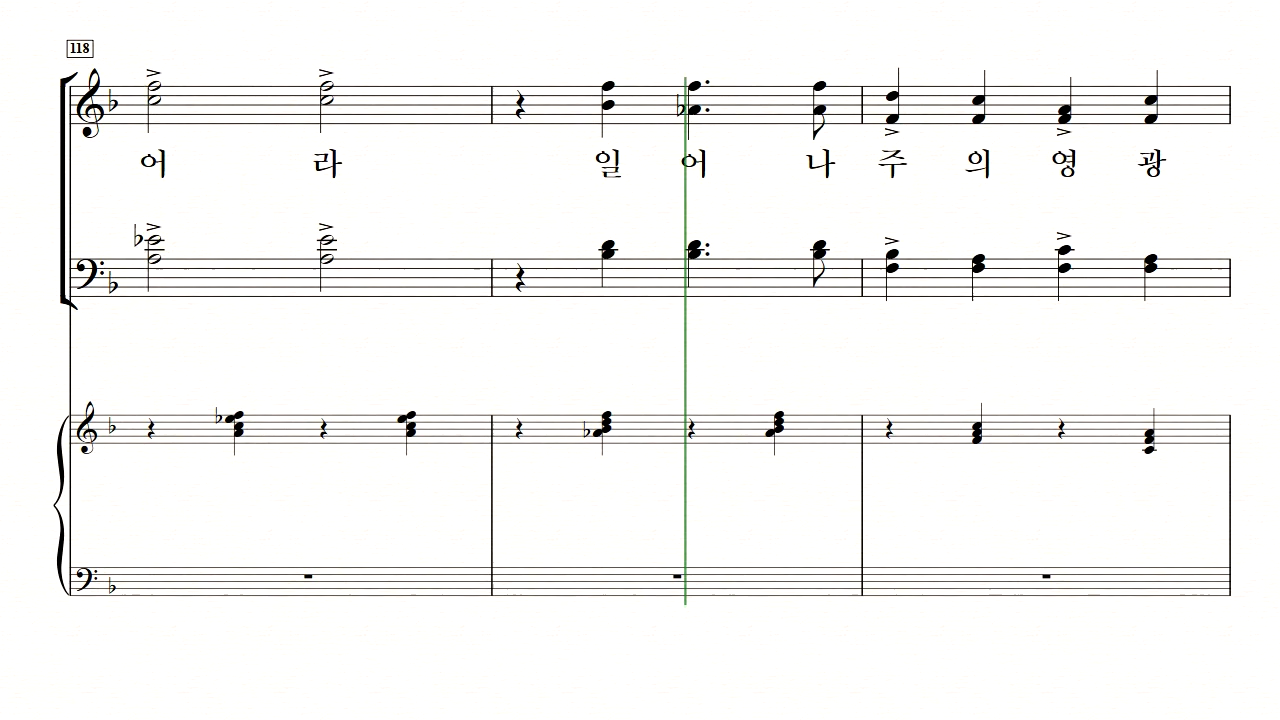 118
어 라 일 어 나 주 의 영 광